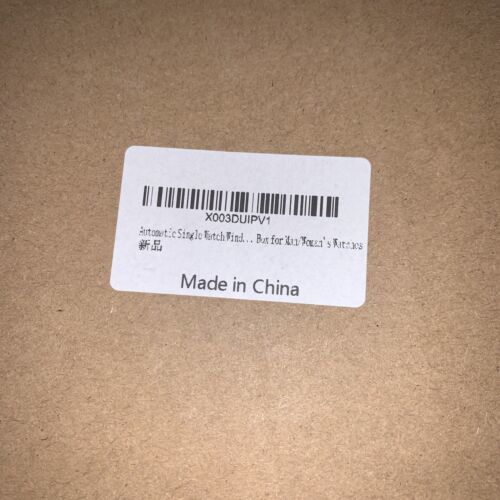 X003DUIPV1
Automatic Single Watch Wind... Box for Man/Woman's Watches
新品
Made in China